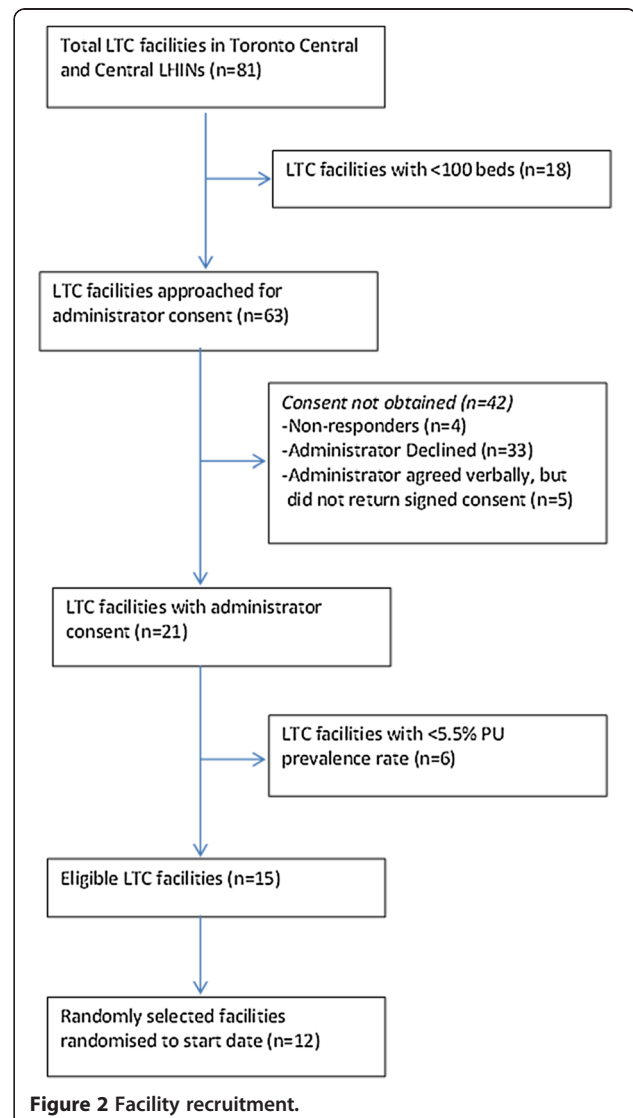 Total LTC facilities in Toronto Central
and Central LHINs (n=81)
LTC facilities with <100 beds (n=18)
LTC facilities approached for
administrator consent (n=63)
Consent not obtained (n=42)
-Non-responders (n=4)
-Administrator Declined (n=33)
-Administrator agreed verbally, but
did not return signed consent (n=5)
LTC facilities with administrator
consent (n=21)
LTC facilities with <5.5% PU
prevalence rate (n=6)
Eligible LTC facilities (n=15)
Randomly selected facilities
randomised to start date (n=12)
Figure 2 Facility recruitment.